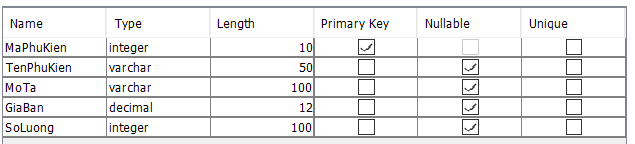 Name Type Length Primary Key Nullable Unique
MaPhuKien integer 10
TenPhuKien varchar 50
MoTa varchar 100
GiaBan decimal 12
SoLuong integer 100